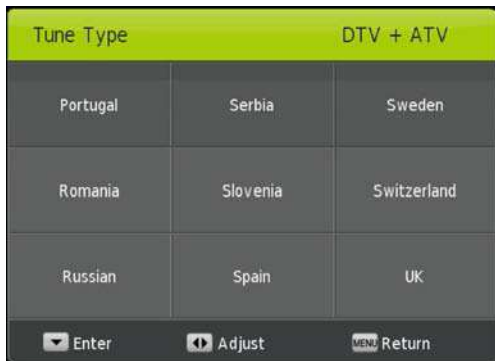 Tune Type DTV + ATV
Portugal Serbia Sweden
Romania Slovenia Switzerland
Russian Spain UK
Enter Adjust MENU Return